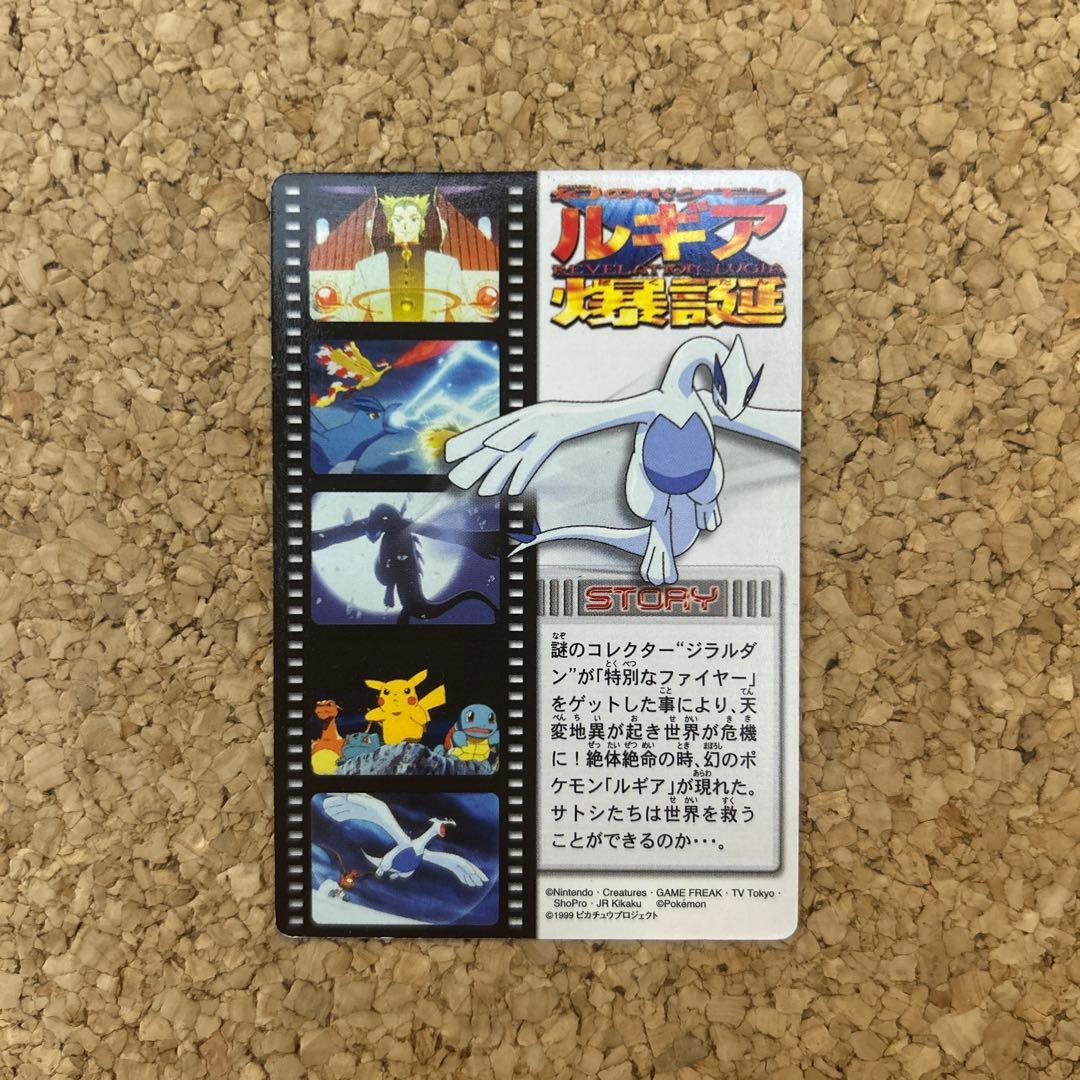 幻のポケモン
ルギア
REVELATION-LUGIA
爆誕
STORY
謎のコレクター“ジラルダ
ン”が「特別なファイヤー」
をゲットした事により、天
変地異が起き世界が危機
に！絶体絶命の時、幻のポ
ケモン「ルギア」が現れた。
サトシたちは世界を救う
ことができるのか…。
©Nintendo・Creatures・GAME FREAK・TV Tokyo・
ShoPro・JR Kikaku ©Pokémon
©1999 ピカチュウプロジェクト